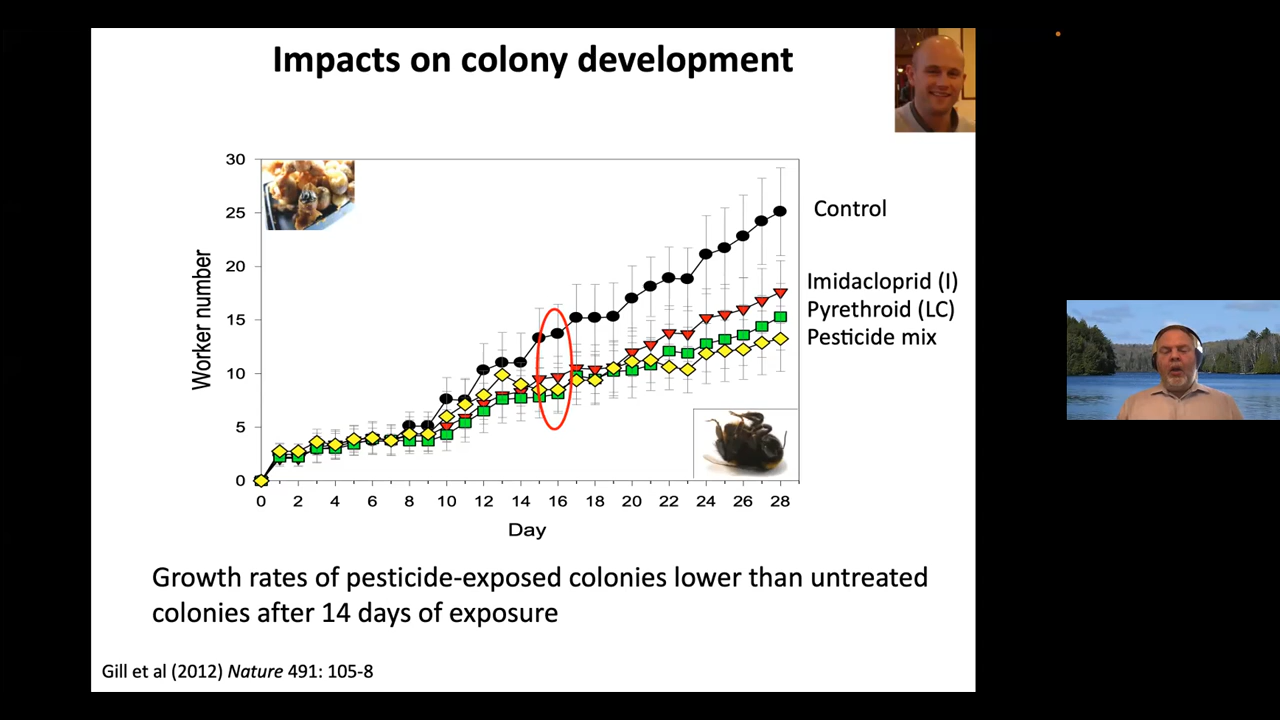 Impacts on colony development
30
25
20
15
10
5
0
Worker number
0 2 4 6 8 10 12 14 16 18 20 22 24 26 28
Day
Control
Imidacloprid (I)
Pyrethroid (LC)
Pesticide mix
Growth rates of pesticide-exposed colonies lower than untreated
colonies after 14 days of exposure
Gill et al (2012) Nature 491: 105-8